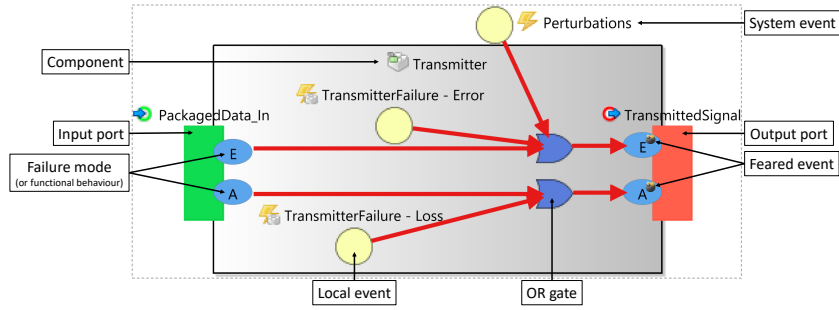 Perturbations
System event
Component
Transmitter
TransmitterFailure - Error
PackagedData_In
TransmittedSignal
Input port
Output port
E
E
Failure mode
(or functional behaviour)
Feared event
A
A
TransmitterFailure - Loss
Local event
OR gate